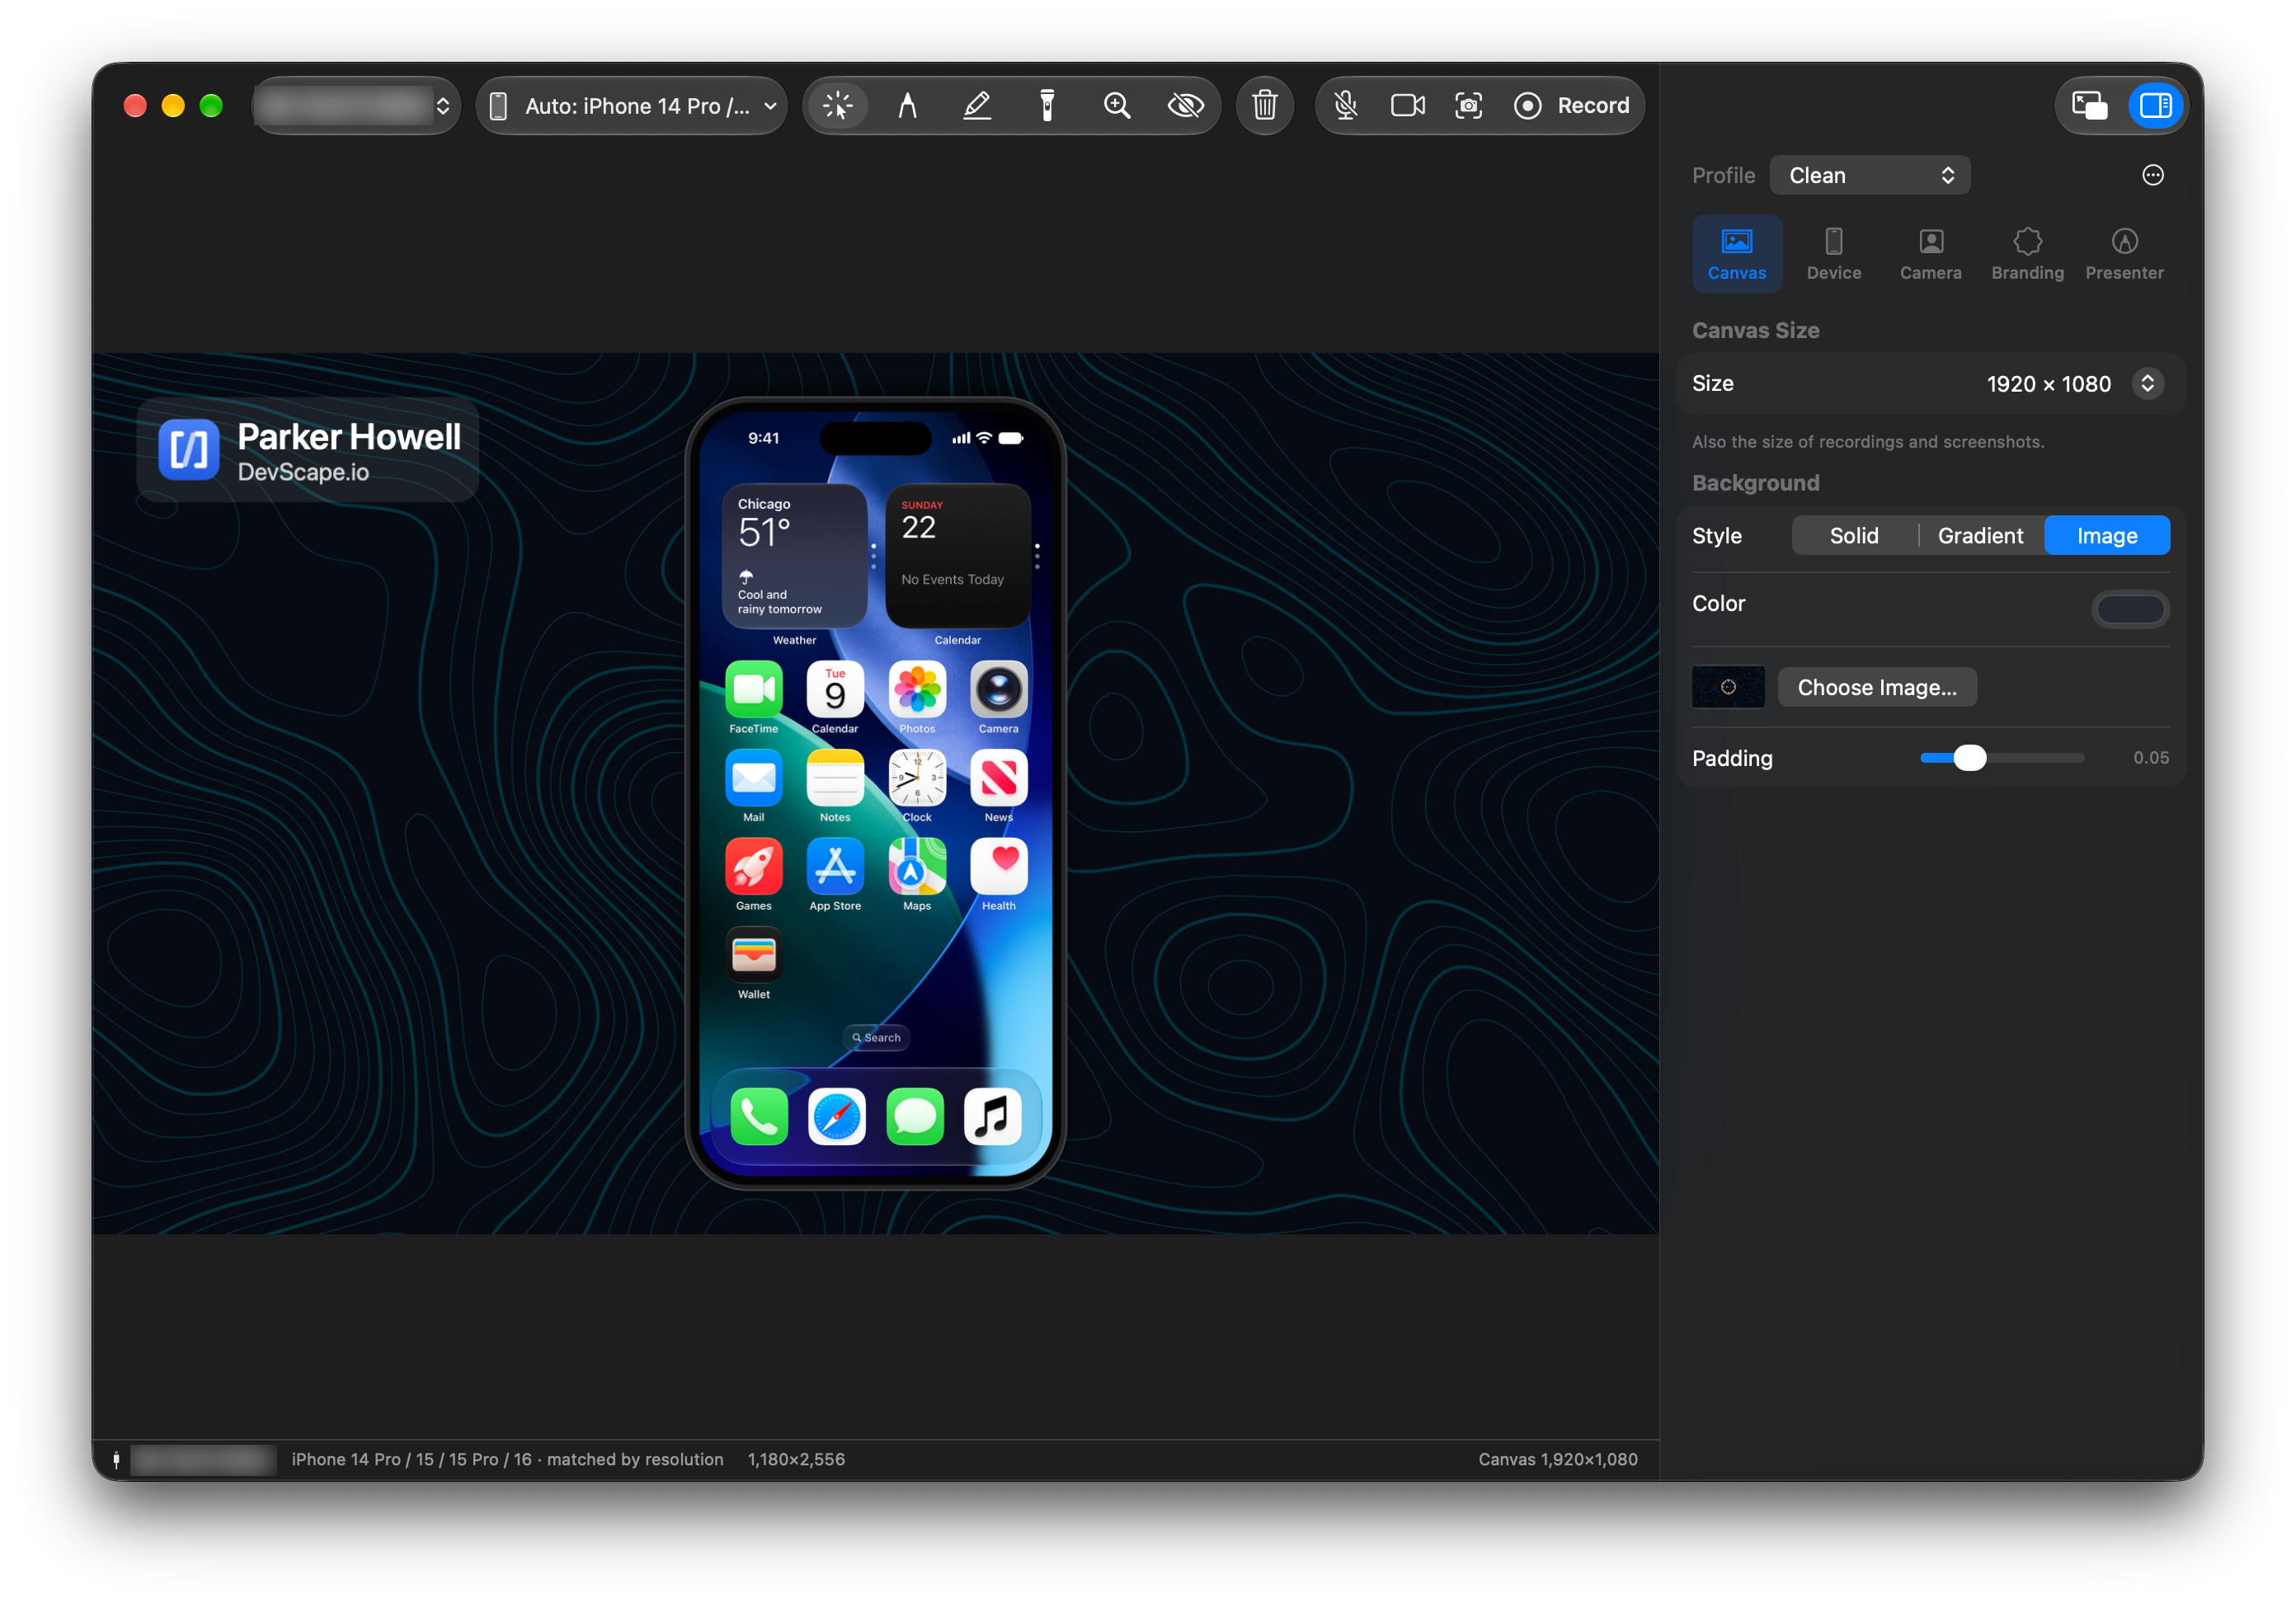 Auto: iPhone 14 Pro /...
Record
Profile
Clean
Canvas
Device
Camera
Branding
Presenter
Canvas Size
Size
1920 × 1080
Also the size of recordings and screenshots.
Background
Style
Solid
Gradient
Image
Color
Choose Image...
Padding
0.05
Parker Howell
DevScape.io
9:41
Chicago
51°
Cool and
rainy tomorrow
Weather
SUNDAY
22
No Events Today
Calendar
FaceTime
Tue
9
Calendar
Photos
Camera
Mail
Notes
12
3
6
9
Clock
News
Games
App Store
Maps
Health
Wallet
Search
iPhone 14 Pro / 15 / 15 Pro / 16 · matched by resolution
1,180×2,556
Canvas 1,920×1,080